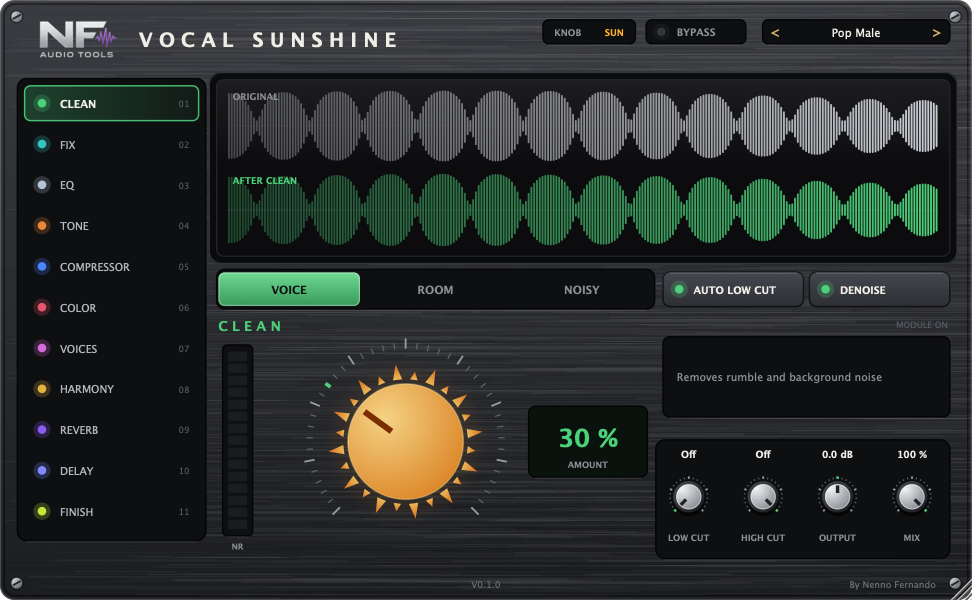 NF
AUDIO TOOLS
VOCAL SUNSHINE
KNOB SUN
BYPASS
< Pop Male >
CLEAN 01
FIX 02
EQ 03
TONE 04
COMPRESSOR 05
COLOR 06
VOICES 07
HARMONY 08
REVERB 09
DELAY 10
FINISH 11
ORIGINAL
AFTER CLEAN
VOICE ROOM NOISY
AUTO LOW CUT
DENOISE
CLEAN
MODULE ON
Removes rumble and background noise
30 %
AMOUNT
NR
Off Off 0.0 dB 100 %
LOW CUT HIGH CUT OUTPUT MIX
V0.1.0
By Nenno Fernando